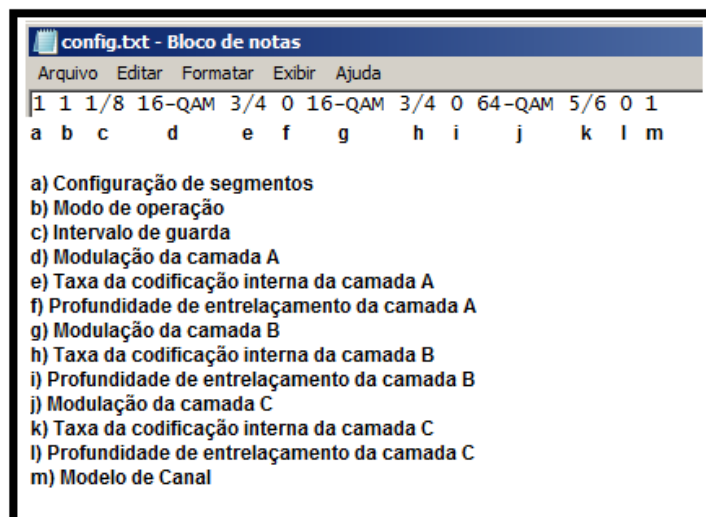 config.txt - Bloco de notas
Arquivo Editar Formatar Exibir Ajuda
1 1 1/8 16-QAM 3/4 0 16-QAM 3/4 0 64-QAM 5/6 0 1
a b c d e f g h i j k l m
a) Configuração de segmentos
b) Modo de operação
c) Intervalo de guarda
d) Modulação da camada A
e) Taxa da codificação interna da camada A
f) Profundidade de entrelaçamento da camada A
g) Modulação da camada B
h) Taxa da codificação interna da camada B
i) Profundidade de entrelaçamento da camada B
j) Modulação da camada C
k) Taxa da codificação interna da camada C
l) Profundidade de entrelaçamento da camada C
m) Modelo de Canal